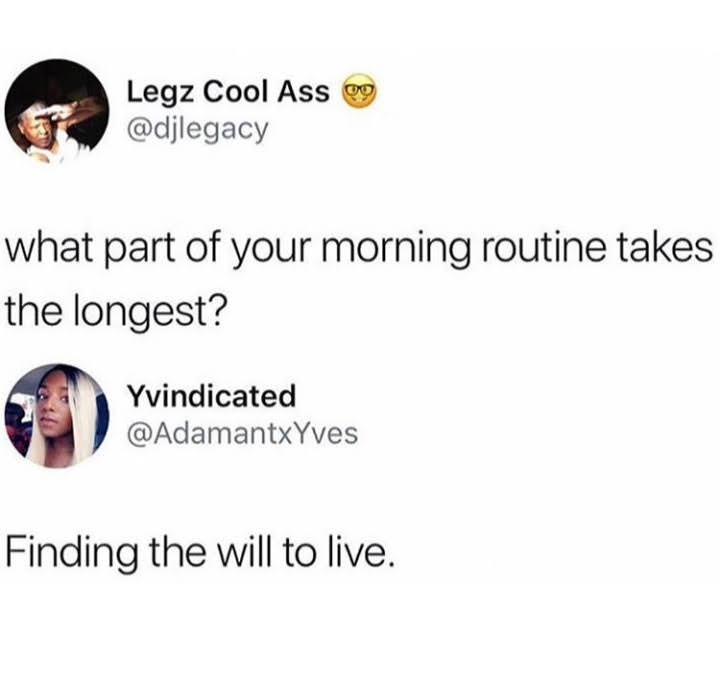 Legz Cool Ass 🤓
@djlegacy
what part of your morning routine takes
the longest?
Yvindicated
@AdamantxYves
Finding the will to live.